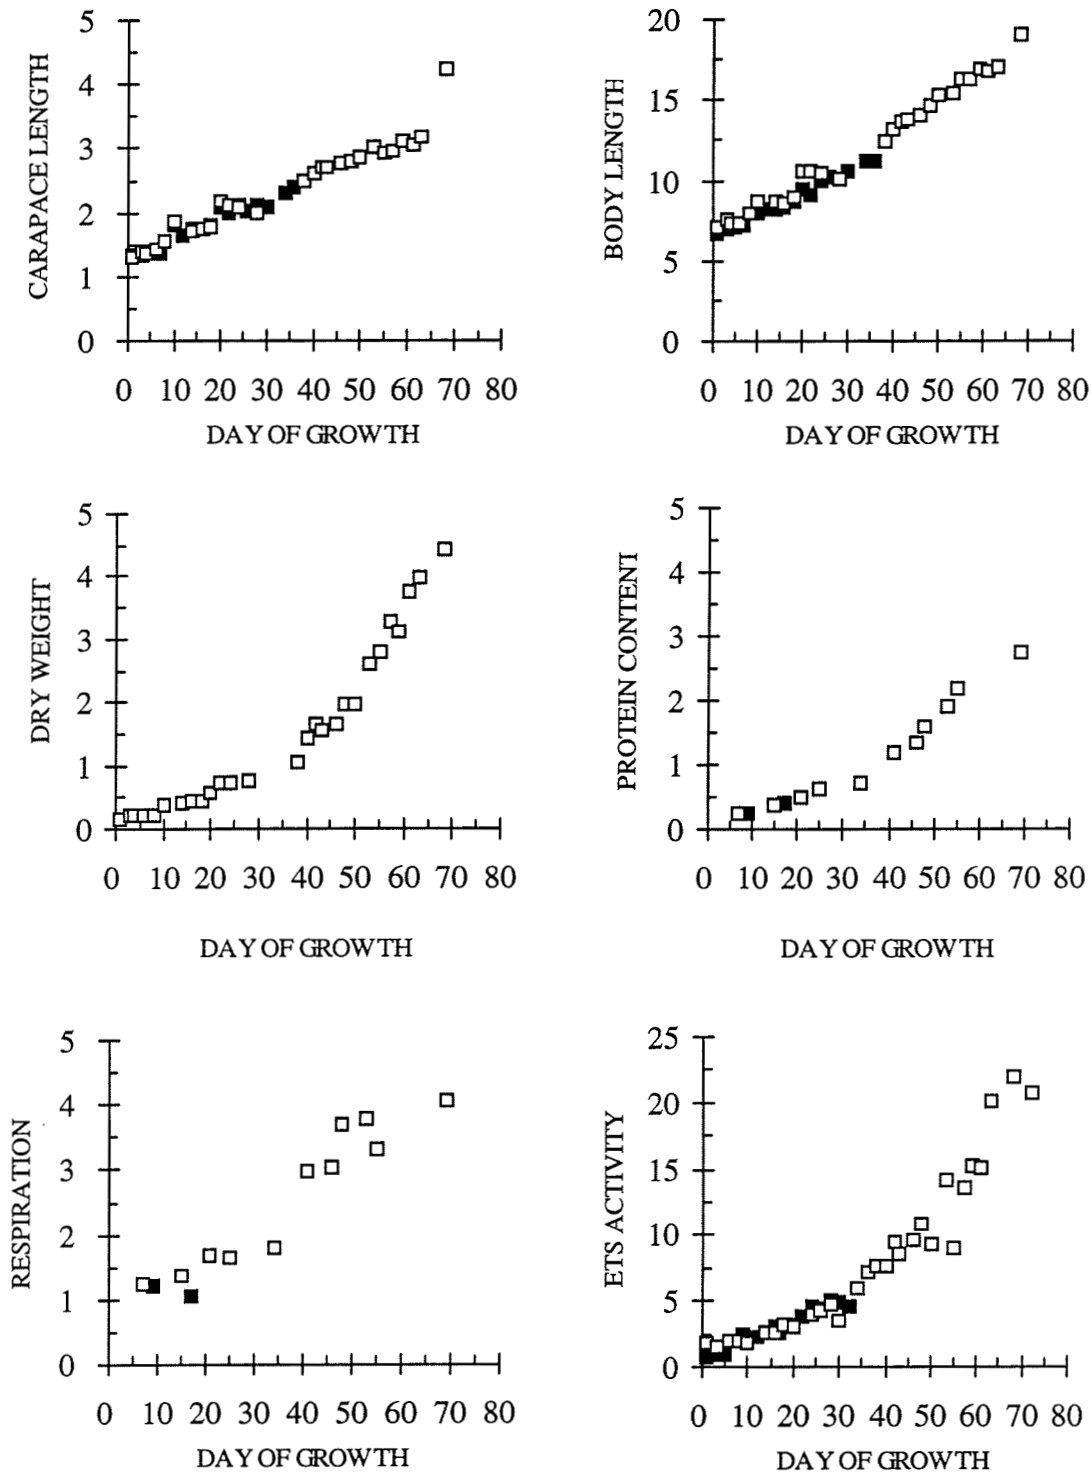 CARAPACE LENGTH
5
4
3
2
1
0
0 10 20 30 40 50 60 70 80
DAY OF GROWTH
BODY LENGTH
20
15
10
5
0
0 10 20 30 40 50 60 70 80
DAY OF GROWTH
DRY WEIGHT
5
4
3
2
1
0
0 10 20 30 40 50 60 70 80
DAY OF GROWTH
PROTEIN CONTENT
5
4
3
2
1
0
0 10 20 30 40 50 60 70 80
DAY OF GROWTH
RESPIRATION
5
4
3
2
1
0
0 10 20 30 40 50 60 70 80
DAY OF GROWTH
ETS ACTIVITY
25
20
15
10
5
0
0 10 20 30 40 50 60 70 80
DAY OF GROWTH